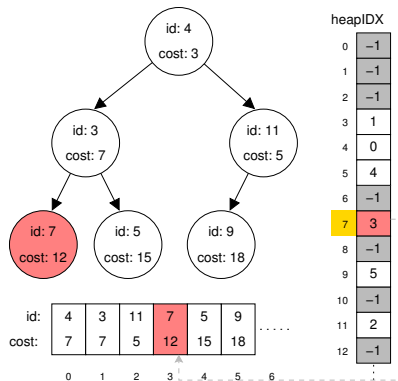 heapIDX
id: 4
cost: 3
id: 3
cost: 7
id: 11
cost: 5
id: 7
cost: 12
id: 5
cost: 15
id: 9
cost: 18
id: 4 3 11 7 5 9 .....
cost: 7 7 5 12 15 18
0 1 2 3 4 5 6
0 −1
1 −1
2 −1
3 1
4 0
5 4
6 −1
7 3
8 −1
9 5
10 −1
11 2
12 −1